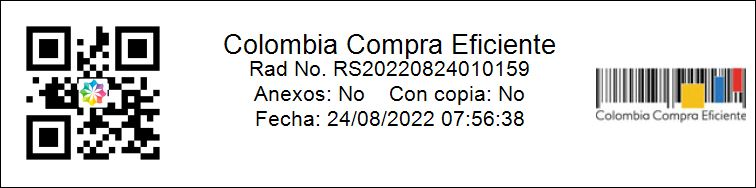 Colombia Compra Eficiente
Rad No. RS20220824010159
Anexos: No Con copia: No
Fecha: 24/08/2022 07:56:38
Colombia Compra Eficiente